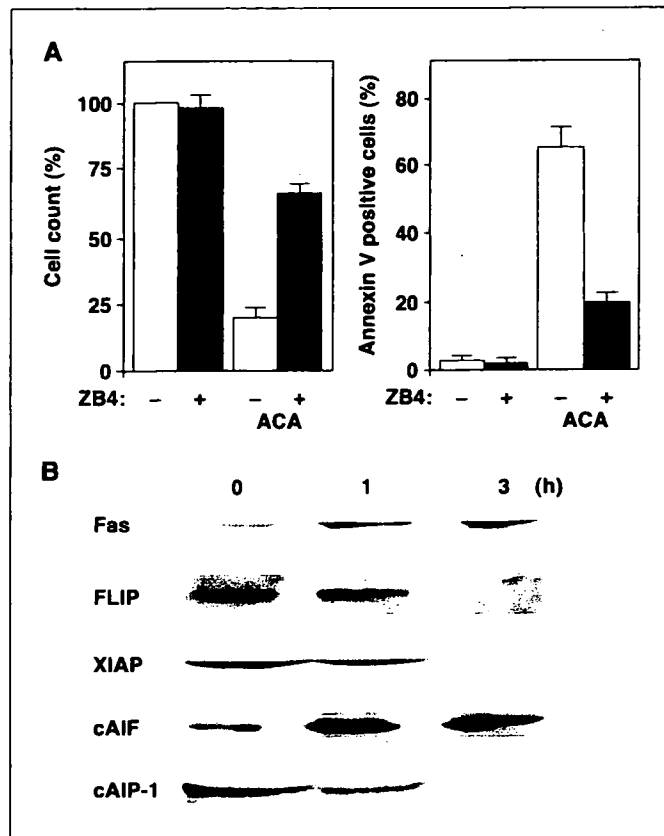 A
Cell count (%)
100
75
50
25
0
ZB4: – + – +
ACA
Annexin V positive cells (%)
80
60
40
20
0
ZB4: – + – +
ACA
B
0 1 3 (h)
Fas
FLIP
XIAP
cAIF
cAIP-1